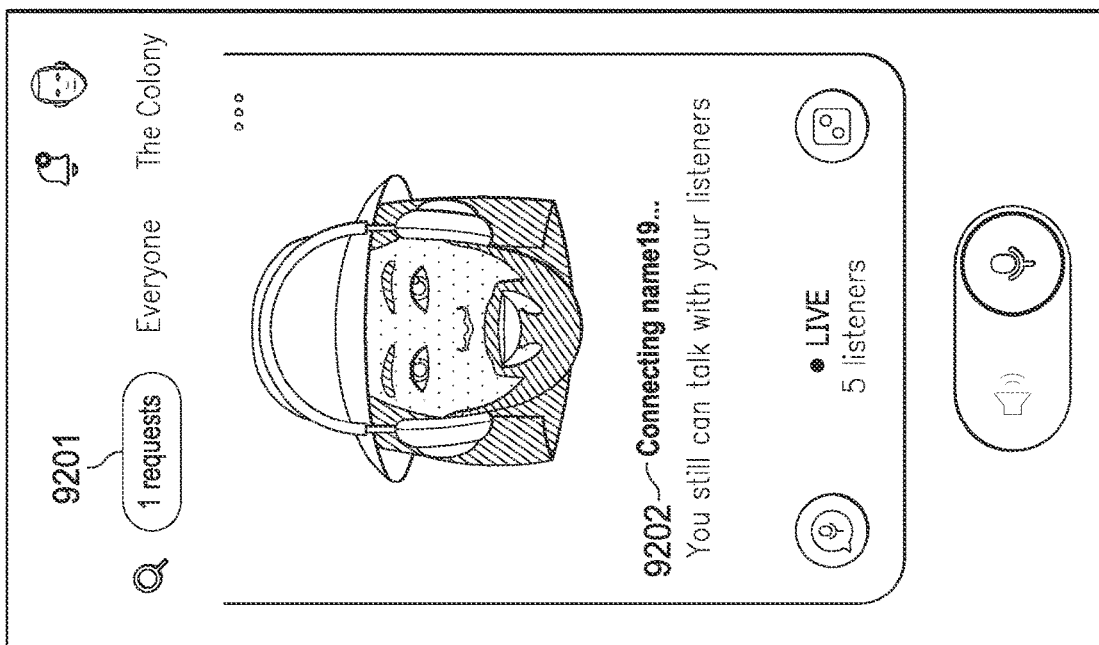 9201
1 requests Everyone The Colony
9202 Connecting name19...
You still can talk with your listeners
• LIVE
5 listeners